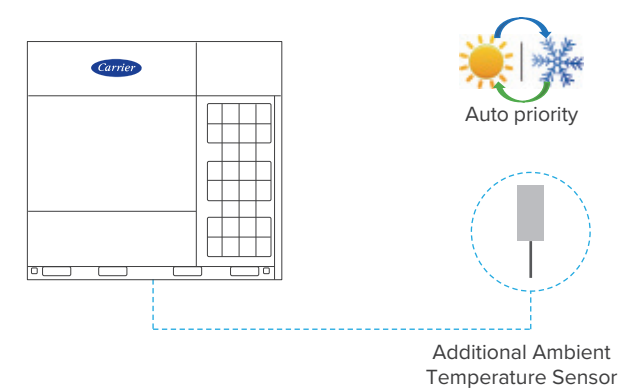 Carrier
Auto priority
Additional Ambient
Temperature Sensor